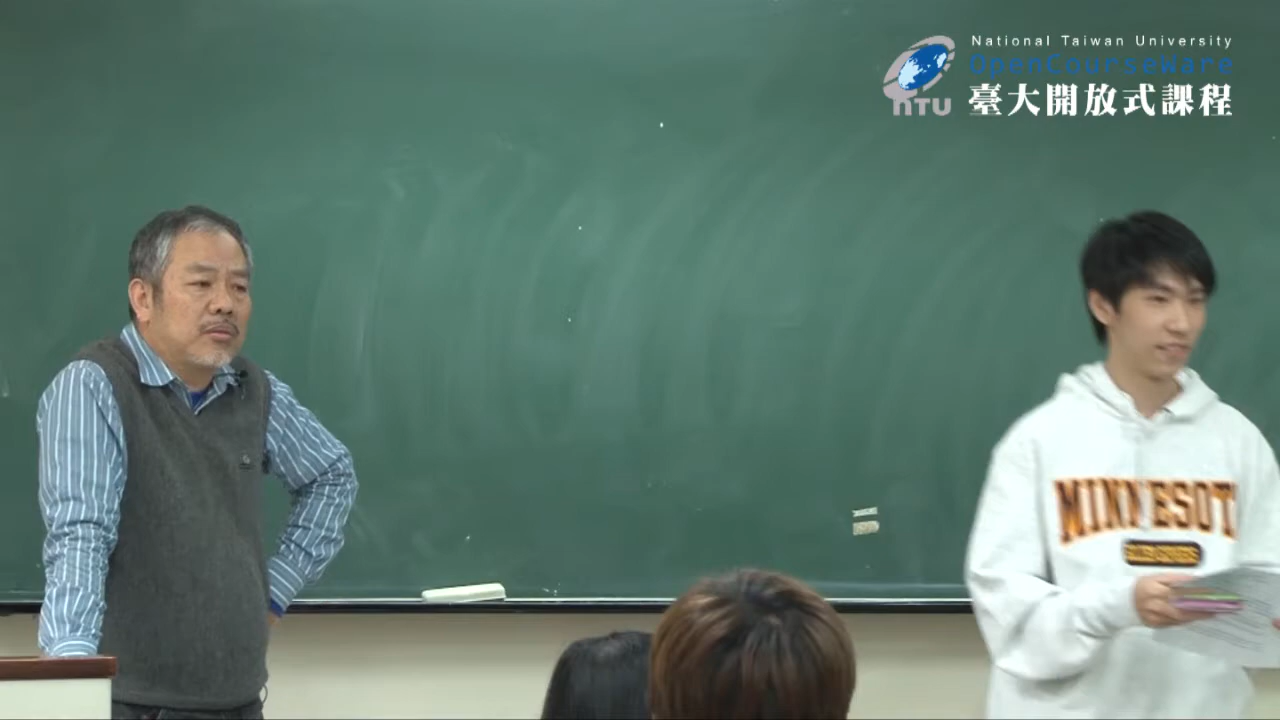 National Taiwan University
OpenCourseWare
NTU 臺大開放式課程
MINNESOT